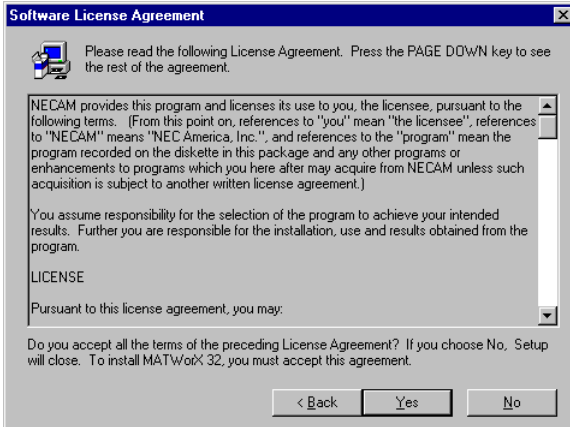 Software License Agreement
Please read the following License Agreement. Press the PAGE DOWN key to see
the rest of the agreement.
NECAM provides this program and licenses its use to you, the licensee, pursuant to the
following terms. (From this point on, references to "you" mean "the licensee", references
to "NECAM" means "NEC America, Inc.", and references to the "program" mean the
program recorded on the diskette in this package and any other programs or
enhancements to programs which you here after may acquire from NECAM unless such
acquisition is subject to another written license agreement.)
You assume responsibility for the selection of the program to achieve your intended
results. Further you are responsible for the installation, use and results obtained from the
program.
LICENSE
Pursuant to this license agreement, you may:
Do you accept all the terms of the preceding License Agreement? If you choose No, Setup
will close. To install MATWorX 32, you must accept this agreement.
< Back
Yes
No